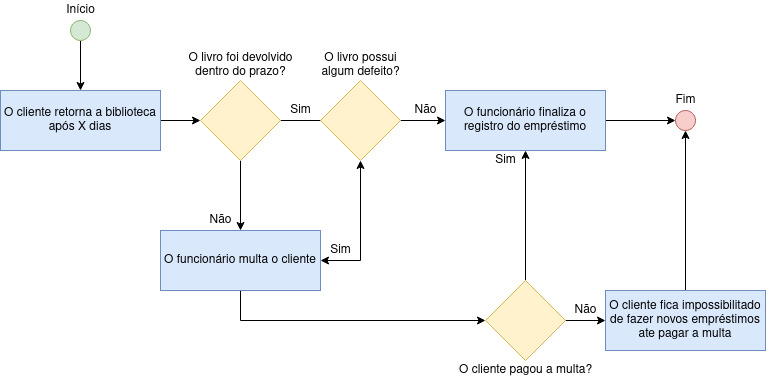 Início
O livro foi devolvido
dentro do prazo?
O livro possui
algum defeito?
Fim
O cliente retorna a biblioteca
após X dias
Sim
Não
O funcionário finaliza o
registro do empréstimo
Sim
Não
Sim
O funcionário multa o cliente
Não
O cliente fica impossibilitado
de fazer novos empréstimos
ate pagar a multa
O cliente pagou a multa?